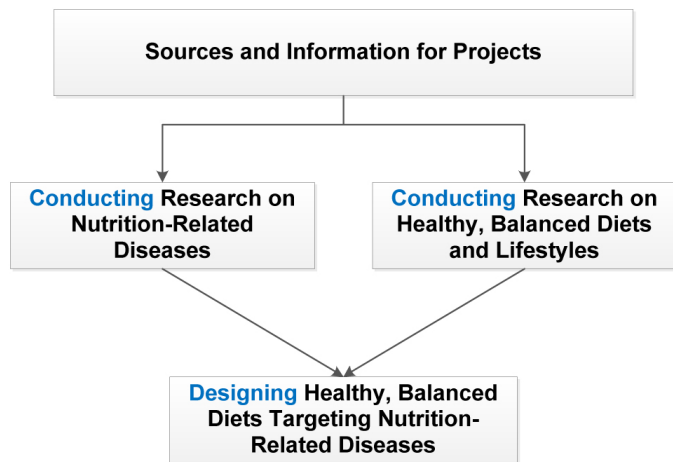 Sources and Information for Projects
Conducting Research on
Nutrition-Related
Diseases
Conducting Research on
Healthy, Balanced Diets
and Lifestyles
Designing Healthy, Balanced
Diets Targeting Nutrition-
Related Diseases